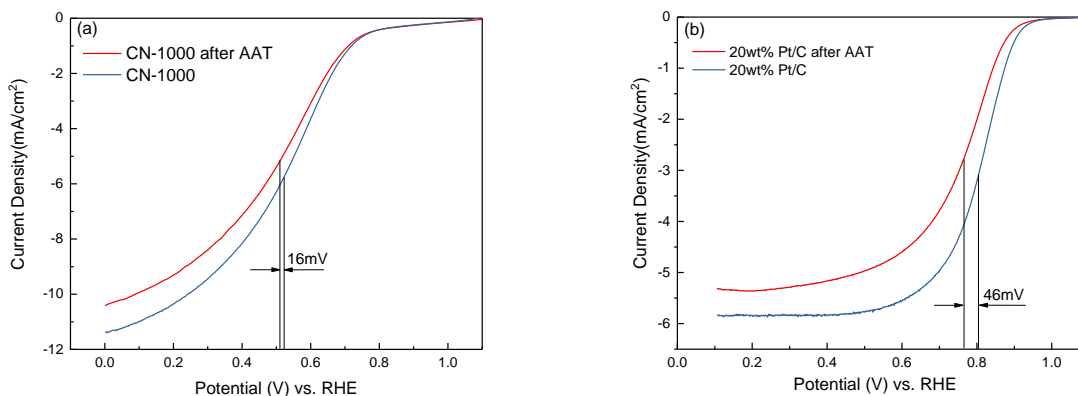 (a)
CN-1000 after AAT
CN-1000
16mV
Current Density(mA/cm²)
0
-2
-4
-6
-8
-10
-12
0.0 0.2 0.4 0.6 0.8 1.0
Potential (V) vs. RHE
(b)
20wt% Pt/C after AAT
20wt% Pt/C
46mV
Current Density(mA/cm²)
0
-1
-2
-3
-4
-5
-6
0.0 0.2 0.4 0.6 0.8 1.0
Potential (V) vs. RHE